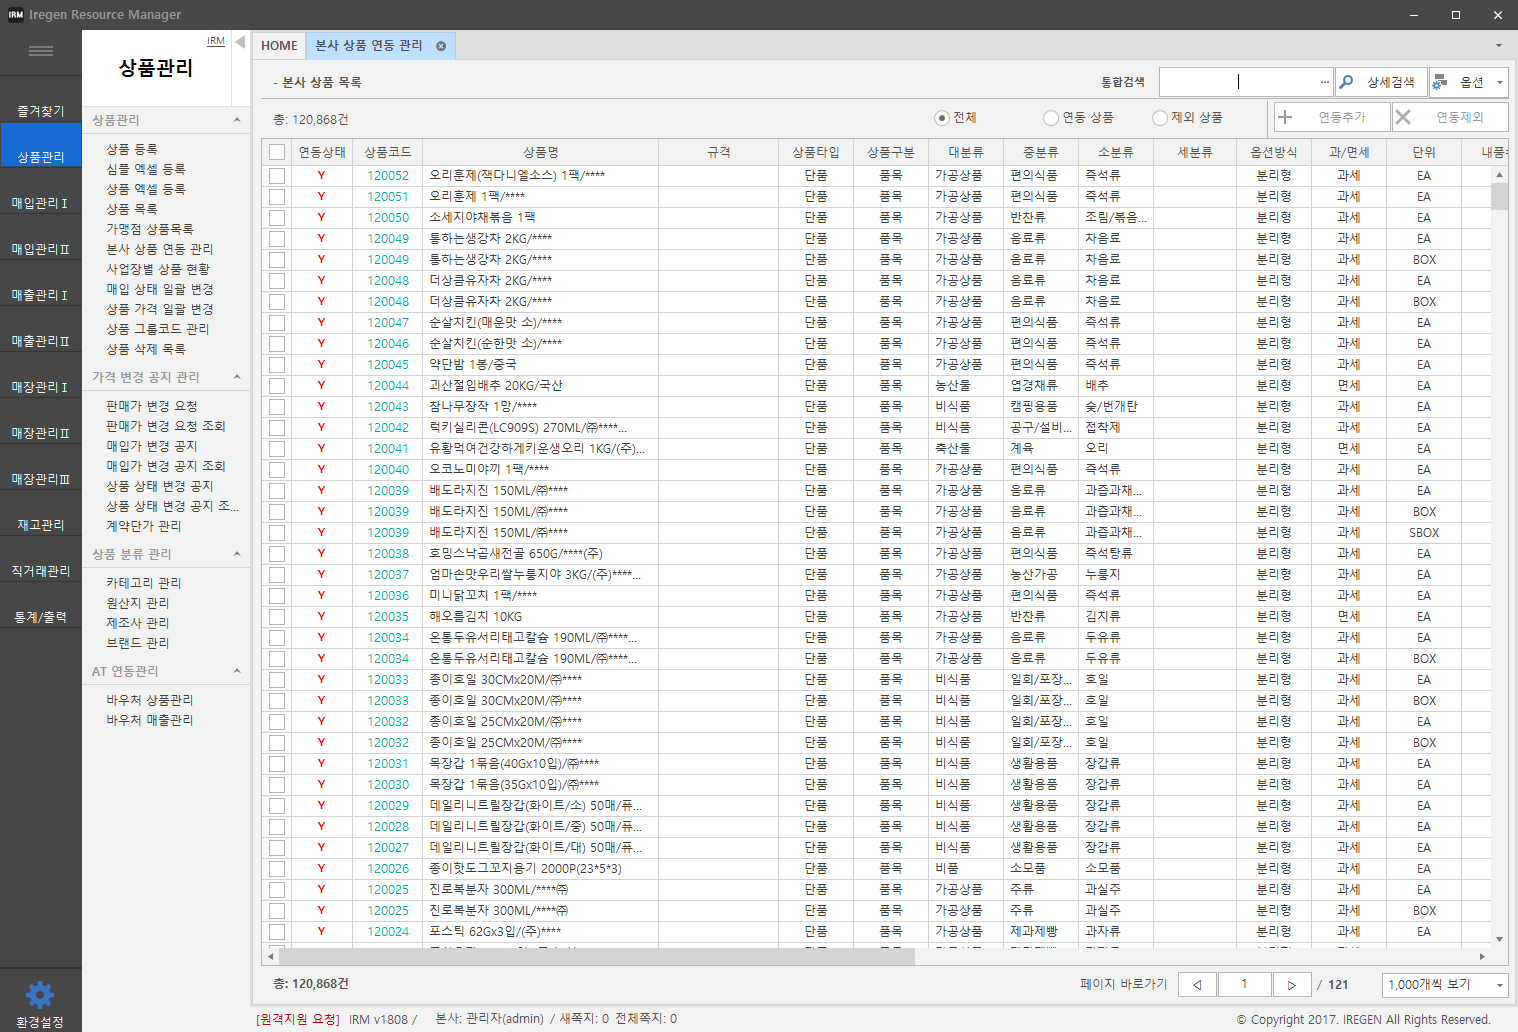 IRM Iregen Resource Manager
즐겨찾기
상품관리
매입관리 I
매입관리 II
매출관리 I
매출관리 II
매장관리 I
매장관리 II
매장관리 III
재고관리
직거래관리
통계/출력
환경설정
IRM
상품관리
상품관리
상품 등록
심플 엑셀 등록
상품 엑셀 등록
상품 목록
가맹점 상품목록
본사 상품 연동 관리
사업장별 상품 현황
매입 상태 일괄 변경
상품 가격 일괄 변경
상품 그룹코드 관리
상품 삭제 목록
가격 변경 공지 관리
판매가 변경 요청
판매가 변경 요청 조회
매입가 변경 공지
매입가 변경 공지 조회
상품 상태 변경 공지
상품 상태 변경 공지 조...
계약단가 관리
상품 분류 관리
카테고리 관리
원산지 관리
제조사 관리
브랜드 관리
AT 연동관리
바우처 상품관리
바우처 매출관리
HOME 본사 상품 연동 관리
- 본사 상품 목록 통합검색 ... 상세검색 옵션
총: 120,868건 전체 연동 상품 제외 상품 연동추가 연동제외
연동상태 상품코드 상품명 규격 상품타입 상품구분 대분류 중분류 소분류 세분류 옵션방식 과/면세 단위 내품수
Y 120052 오리훈제(잭다니엘소스) 1팩/**** 단품 품목 가공상품 편의식품 즉석류 분리형 과세 EA
Y 120051 오리훈제 1팩/**** 단품 품목 가공상품 편의식품 즉석류 분리형 과세 EA
Y 120050 소세지야채볶음 1팩 단품 품목 가공상품 반찬류 조림/볶음... 분리형 과세 EA
Y 120049 통하는생강차 2KG/**** 단품 품목 가공상품 음료류 차음료 분리형 과세 EA
Y 120049 통하는생강차 2KG/**** 단품 품목 가공상품 음료류 차음료 분리형 과세 BOX
Y 120048 더상큼유자차 2KG/**** 단품 품목 가공상품 음료류 차음료 분리형 과세 EA
Y 120048 더상큼유자차 2KG/**** 단품 품목 가공상품 음료류 차음료 분리형 과세 BOX
Y 120047 순살치킨(매운맛 소)/**** 단품 품목 가공상품 편의식품 즉석류 분리형 과세 EA
Y 120046 순살치킨(순한맛 소)/**** 단품 품목 가공상품 편의식품 즉석류 분리형 과세 EA
Y 120045 약단밤 1봉/중국 단품 품목 가공상품 편의식품 즉석류 분리형 과세 EA
Y 120044 괴산절임배추 20KG/국산 단품 품목 농산물 엽경채류 배추 분리형 면세 EA
Y 120043 참나무장작 1망/**** 단품 품목 비식품 캠핑용품 숯/번개탄 분리형 과세 EA
Y 120042 럭키실리콘(LC909S) 270ML/㈜****... 단품 품목 비식품 공구/설비... 접착제 분리형 과세 EA
Y 120041 유황먹여건강하게키운생오리 1KG/(주)... 단품 품목 축산물 계육 오리 분리형 면세 EA
Y 120040 오코노미야끼 1팩/**** 단품 품목 가공상품 편의식품 즉석류 분리형 과세 EA
Y 120039 배도라지진 150ML/㈜**** 단품 품목 가공상품 음료류 과즙과채... 분리형 과세 EA
Y 120039 배도라지진 150ML/㈜**** 단품 품목 가공상품 음료류 과즙과채... 분리형 과세 BOX
Y 120039 배도라지진 150ML/㈜**** 단품 품목 가공상품 음료류 과즙과채... 분리형 과세 SBOX
Y 120038 호밍스낙곱새전골 650G/****(주) 단품 품목 가공상품 편의식품 즉석탕류 분리형 과세 EA
Y 120037 엄마손맛우리쌀누룽지야 3KG/(주)****... 단품 품목 가공상품 농산가공 누룽지 분리형 과세 EA
Y 120036 미니닭꼬치 1팩/**** 단품 품목 가공상품 편의식품 즉석류 분리형 과세 EA
Y 120035 해오름김치 10KG 단품 품목 가공상품 반찬류 김치류 분리형 면세 EA
Y 120034 온통두유서리태고칼슘 190ML/㈜****... 단품 품목 가공상품 음료류 두유류 분리형 과세 EA
Y 120034 온통두유서리태고칼슘 190ML/㈜****... 단품 품목 가공상품 음료류 두유류 분리형 과세 BOX
Y 120033 종이호일 30CMx20M/㈜**** 단품 품목 비식품 일회/포장... 호일 분리형 과세 EA
Y 120033 종이호일 30CMx20M/㈜**** 단품 품목 비식품 일회/포장... 호일 분리형 과세 BOX
Y 120032 종이호일 25CMx20M/㈜**** 단품 품목 비식품 일회/포장... 호일 분리형 과세 EA
Y 120032 종이호일 25CMx20M/㈜**** 단품 품목 비식품 일회/포장... 호일 분리형 과세 BOX
Y 120031 목장갑 1묶음(40Gx10입)/㈜**** 단품 품목 비식품 생활용품 장갑류 분리형 과세 EA
Y 120030 목장갑 1묶음(35Gx10입)/㈜**** 단품 품목 비식품 생활용품 장갑류 분리형 과세 EA
Y 120029 데일리니트릴장갑(화이트/소) 50매/퓨... 단품 품목 비식품 생활용품 장갑류 분리형 과세 EA
Y 120028 데일리니트릴장갑(화이트/중) 50매/퓨... 단품 품목 비식품 생활용품 장갑류 분리형 과세 EA
Y 120027 데일리니트릴장갑(화이트/대) 50매/퓨... 단품 품목 비식품 생활용품 장갑류 분리형 과세 EA
Y 120026 종이핫도그꼬지용기 2000P(23*5*3) 단품 품목 비품 소모품 소모품 분리형 과세 EA
Y 120025 진로복분자 300ML/****㈜ 단품 품목 가공상품 주류 과실주 분리형 과세 EA
Y 120025 진로복분자 300ML/****㈜ 단품 품목 가공상품 주류 과실주 분리형 과세 BOX
Y 120024 포스틱 62Gx3입/(주)**** 단품 품목 가공상품 제과제빵 과자류 분리형 과세 EA
총: 120,868건 페이지 바로가기 1 / 121 1,000개씩 보기
[원격지원 요청] IRM v1808 / 본사: 관리자(admin) / 새쪽지: 0 전체쪽지: 0 © Copyright 2017. IREGEN All Rights Reserved.